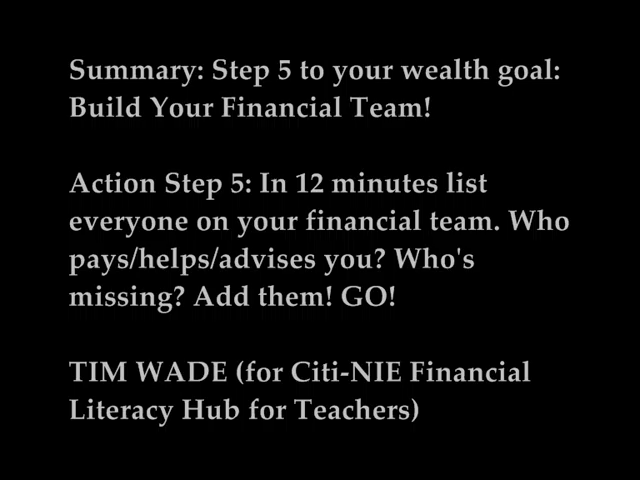 Summary: Step 5 to your wealth goal:
Build Your Financial Team!
Action Step 5: In 12 minutes list
everyone on your financial team. Who
pays/helps/advises you? Who's
missing? Add them! GO!
TIM WADE (for Citi-NIE Financial
Literacy Hub for Teachers)